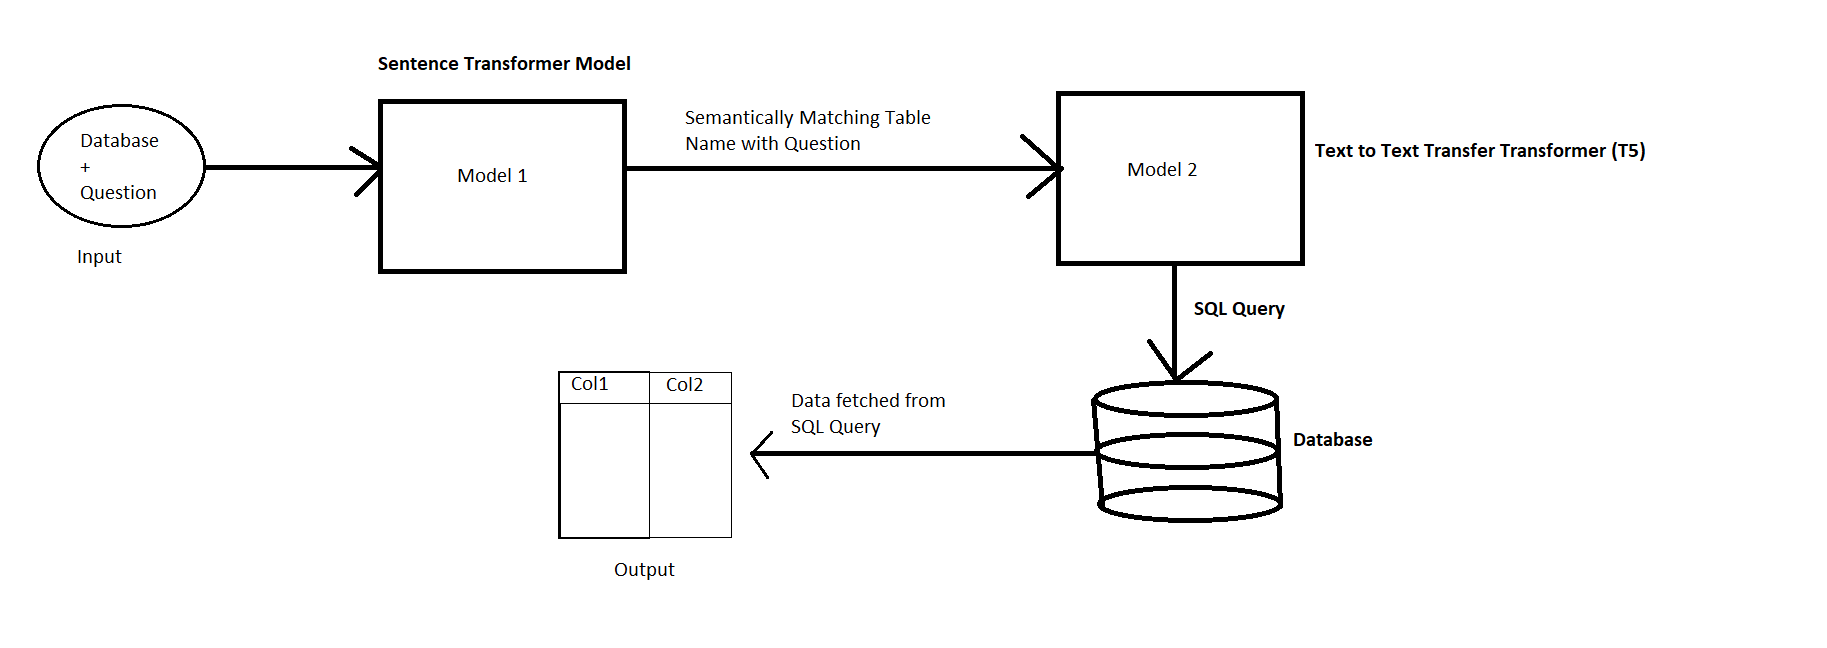 Sentence Transformer Model
Database
+
Question
Input
Model 1
Semantically Matching Table
Name with Question
Model 2
Text to Text Transfer Transformer (T5)
SQL Query
Database
Data fetched from
SQL Query
Col1 Col2
Output